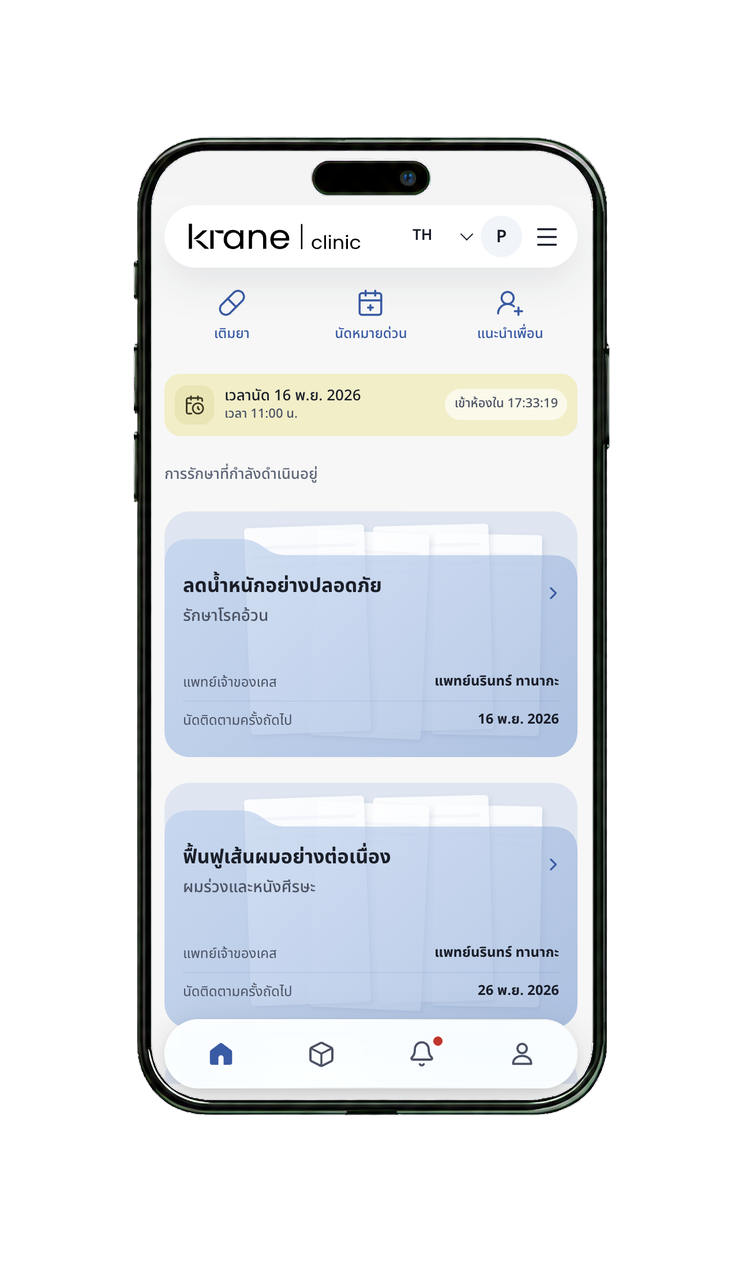 krane | clinic
TH
P
เติมยา
นัดหมายด่วน
แนะนำเพื่อน
เวลานัด 16 พ.ย. 2026
เวลา 11:00 น.
เข้าห้องใน 17:33:19
การรักษาที่กำลังดำเนินอยู่
ลดน้ำหนักอย่างปลอดภัย
รักษาโรคอ้วน
แพทย์เจ้าของเคส
แพทย์นรินทร์ ทานากะ
นัดติดตามครั้งถัดไป
16 พ.ย. 2026
ฟื้นฟูเส้นผมอย่างต่อเนื่อง
ผมร่วงและหนังศีรษะ
แพทย์เจ้าของเคส
แพทย์นรินทร์ ทานากะ
นัดติดตามครั้งถัดไป
26 พ.ย. 2026